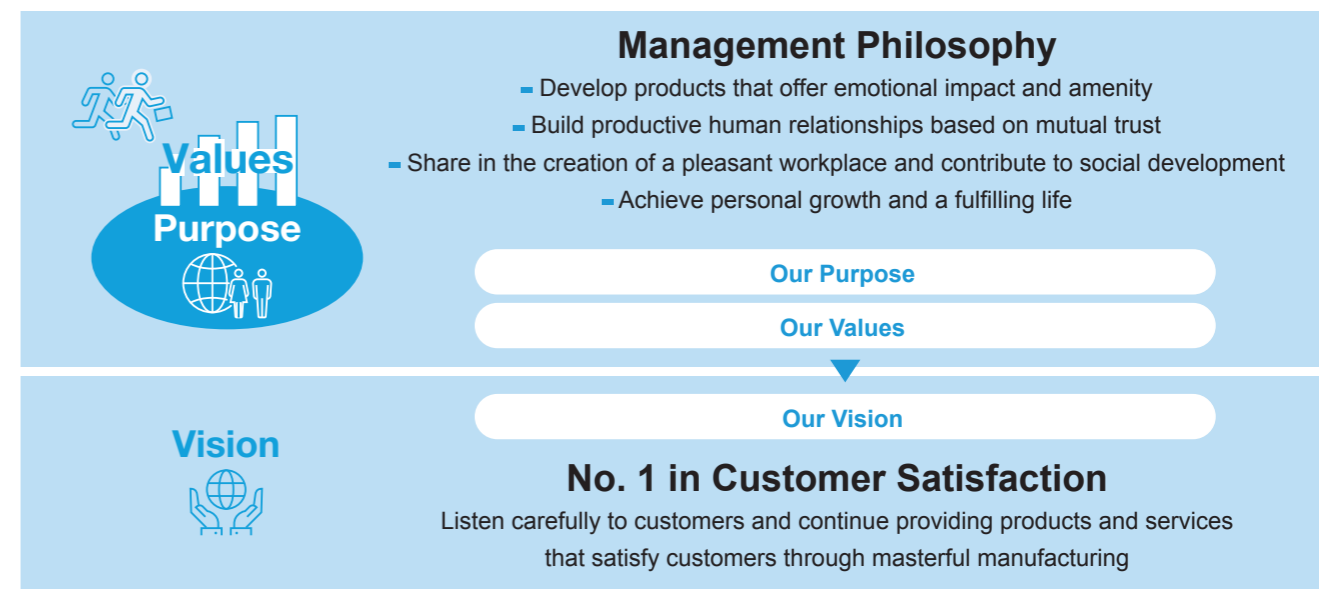 Management Philosophy
- Develop products that offer emotional impact and amenity
- Build productive human relationships based on mutual trust
- Share in the creation of a pleasant workplace and contribute to social development
- Achieve personal growth and a fulfilling life
Values
Purpose
Our Purpose
Our Values
Vision
Our Vision
No. 1 in Customer Satisfaction
Listen carefully to customers and continue providing products and services
that satisfy customers through masterful manufacturing